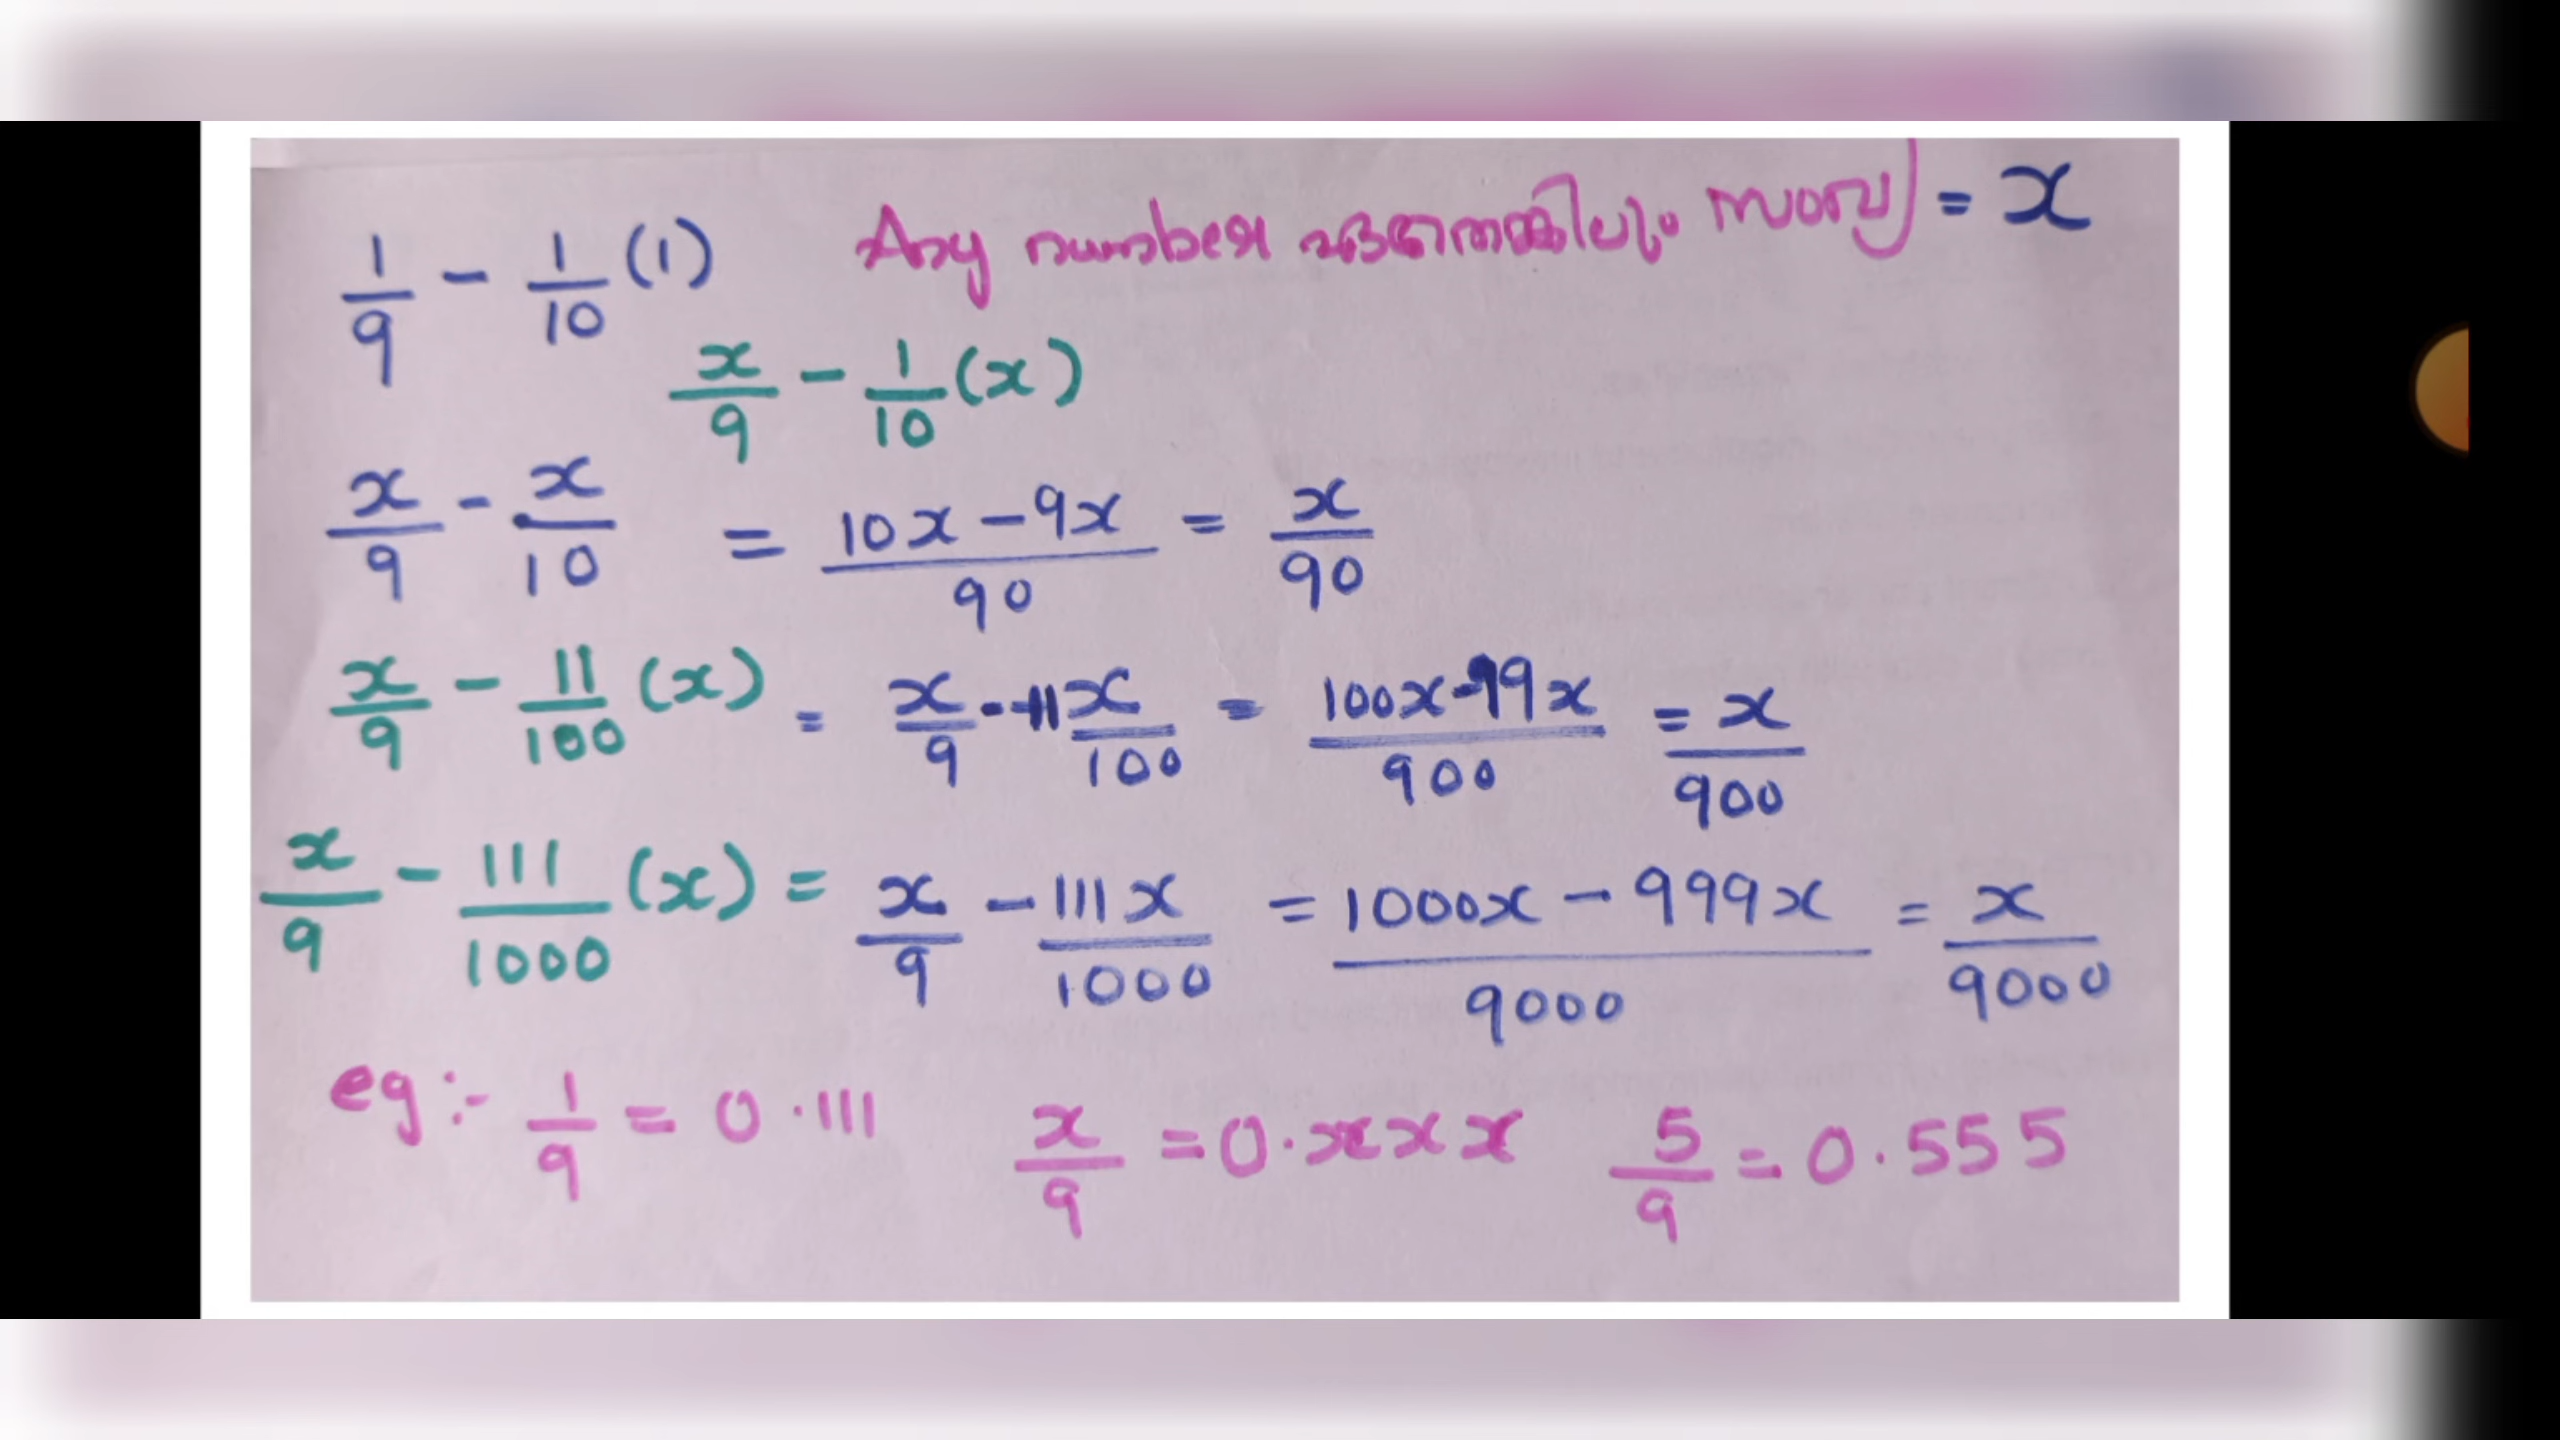 1/9 - 1/10 (1)
Any number ഏതെങ്കിലും സംഖ്യ = x
x/9 - 1/10 (x)
x/9 - x/10 = 10x - 9x / 90 = x/90
x/9 - 11/100 (x) = x/9 - 11x/100 = 100x - 99x / 900 = x/900
x/9 - 111/1000 (x) = x/9 - 111x/1000 = 1000x - 999x / 9000 = x/9000
eg:- 1/9 = 0.111 x/9 = 0.xxx 5/9 = 0.555